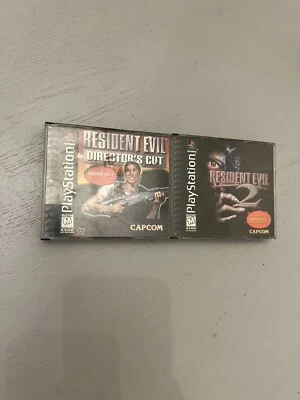 PlayStation
RESIDENT EVIL
DIRECTOR'S CUT
CAPCOM
M
PlayStation
RESIDENT EVIL
2
CAPCOM
M